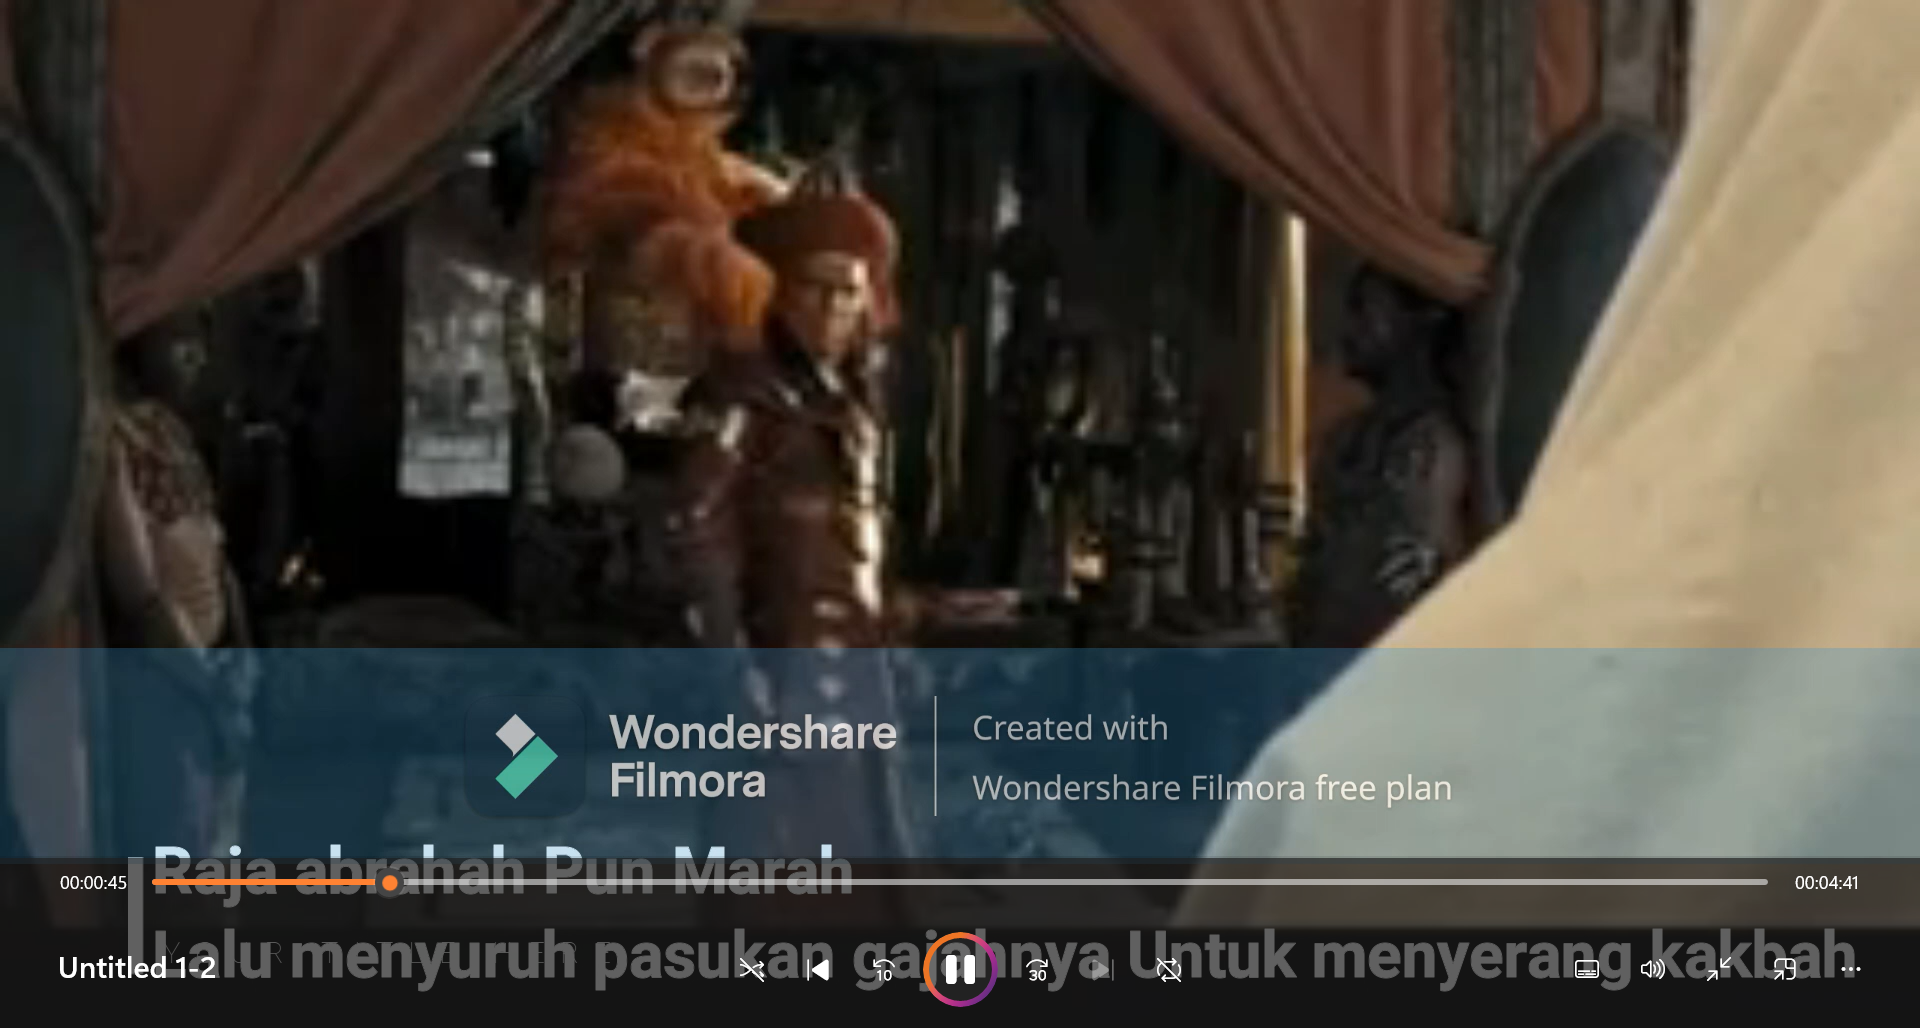 Wondershare
Filmora
Created with
Wondershare Filmora free plan
Raja abrahah Pun Marah
00:00:45
04:41
Lalu menyuruh pasukan gajahnya Untuk menyerang kakbah.
Untitled 1-2
10
30